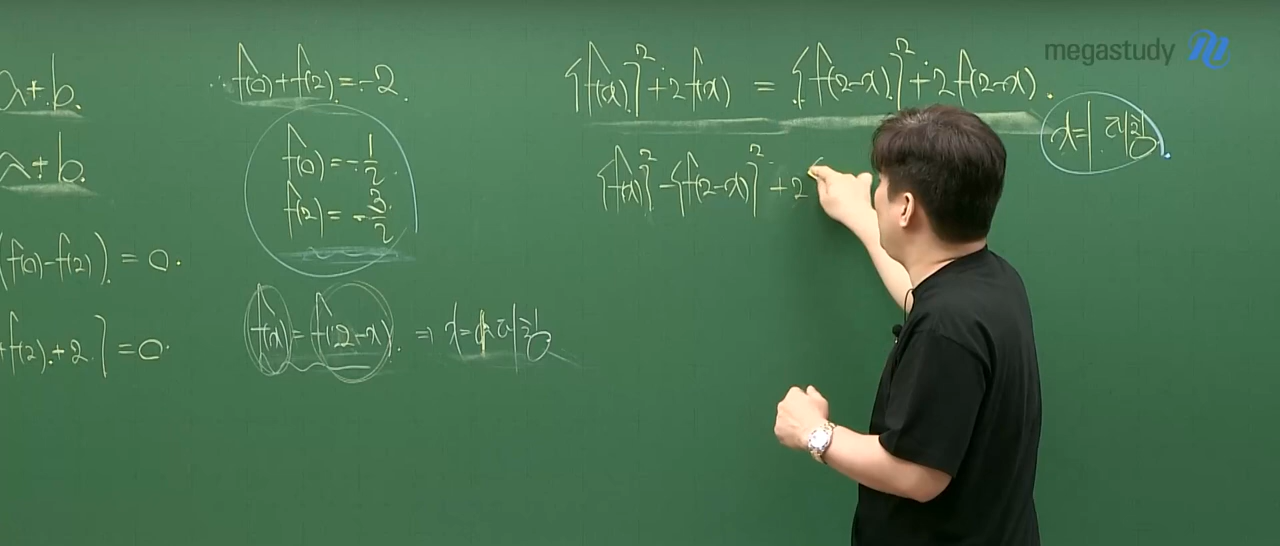 megastudy
a+b.
a+b.
(f(0)-f(2)) = 0.
+f(2)+2] = 0.
∴ f(0)+f(2) = -2.
f(0) = -1/2.
f(2) = -3/2
f(x) = f(2-x). ⇒ x=1 대칭
{f(x)}²+2f(x) = {f(2-x)}²+2f(2-x).
x=1 대칭
{f(x)}²-{f(2-x)}²+2